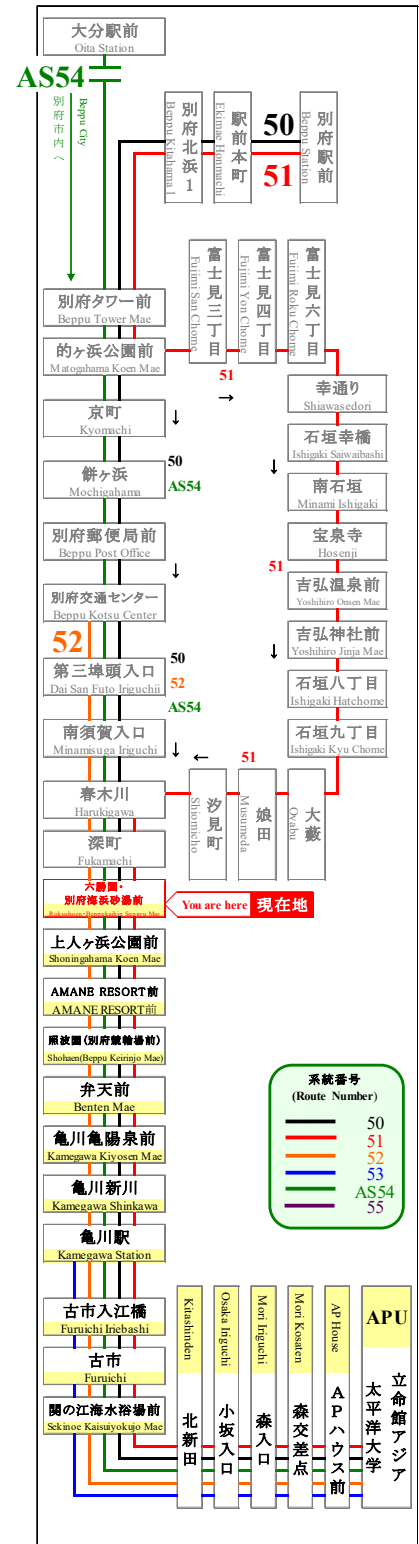 大分駅前
Oita Station
AS54
Beppu City
別府市内へ
別府北浜1
Beppu Kitahama 1
駅前本町
Ekimae Honmachi
50
51
別府駅前
Beppu Station
別府タワー前
Beppu Tower Mae
的ヶ浜公園前
Matogahama Koen Mae
富士見三丁目
Fujimi San Chome
富士見四丁目
Fujimi Yon Chome
富士見六丁目
Fujimi Roku Chome
51
→
幸通り
Shiawasedori
石垣幸橋
Ishigaki Saiwaibashi
↓
南石垣
Minami Ishigaki
宝泉寺
Hosenji
51
吉弘温泉前
Yoshihiro Onsen Mae
吉弘神社前
Yoshihiro Jinja Mae
↓
石垣八丁目
Ishigaki Hatchome
石垣九丁目
Ishigaki Kyu Chome
京町
Kyomachi
↓
餅ヶ浜
Mochigahama
50
AS54
別府郵便局前
Beppu Post Office
↓
別府交通センター
Beppu Kotsu Center
52
第三埠頭入口
Dai San Futo Iriguchii
50
52
AS54
南須賀入口
Minamisuga Iriguchi
↓
←
51
春木川
Harukigawa
汐見町
Shiomicho
娘田
Musumeda
大藪
Oyabu
深町
Fukamachi
六勝園・
別府海浜砂湯前
Rokushoen・Beppukaihin Sunayu Mae
You are here 現在地
上人ヶ浜公園前
Shoningahama Koen Mae
AMANE RESORT前
AMANE RESORT前
照波園(別府競輪場前)
Shohaen(Beppu Keirinjo Mae)
弁天前
Benten Mae
亀川亀陽泉前
Kamegawa Kiyosen Mae
亀川新川
Kamegawa Shinkawa
亀川駅
Kamegawa Station
古市入江橋
Furuichi Iriebashi
古市
Furuichi
関の江海水浴場前
Sekinoe Kaisuiyokujo Mae
系統番号
(Route Number)
50
51
52
53
AS54
55
Kitashinden
北新田
Osaka Iriguchi
小坂入口
Mori Iriguchi
森入口
Mori Kosaten
森交差点
AP House
APハウス前
APU
立命館アジア
太平洋大学